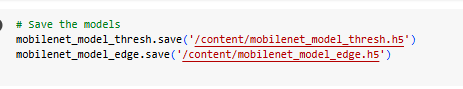 # Save the models
mobilenet_model_thresh.save('/content/mobilenet_model_thresh.h5')
mobilenet_model_edge.save('/content/mobilenet_model_edge.h5')